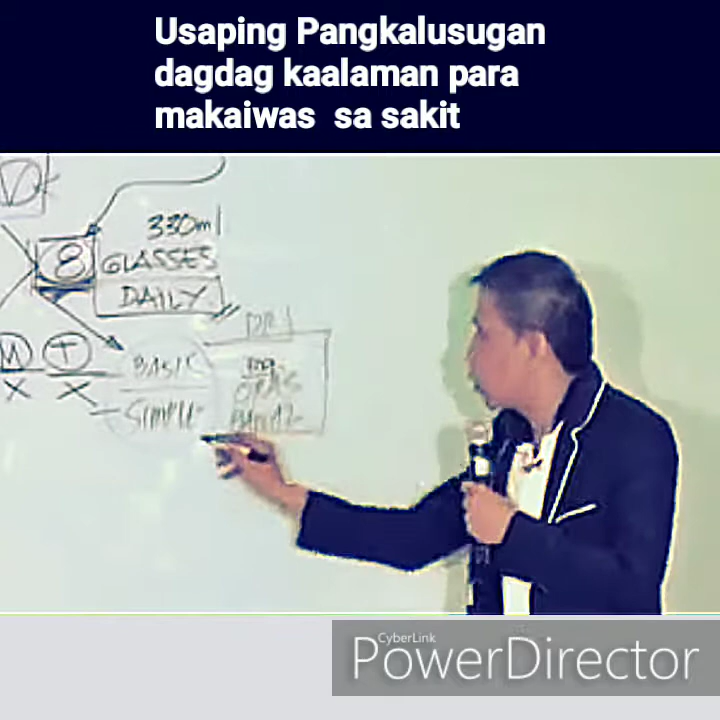 Usaping Pangkalusugan
dagdag kaalaman para
makaiwas sa sakit
330ml
8 GLASSES
DAILY
M T
X X
BASIC
SIMPLE
CyberLink
PowerDirector